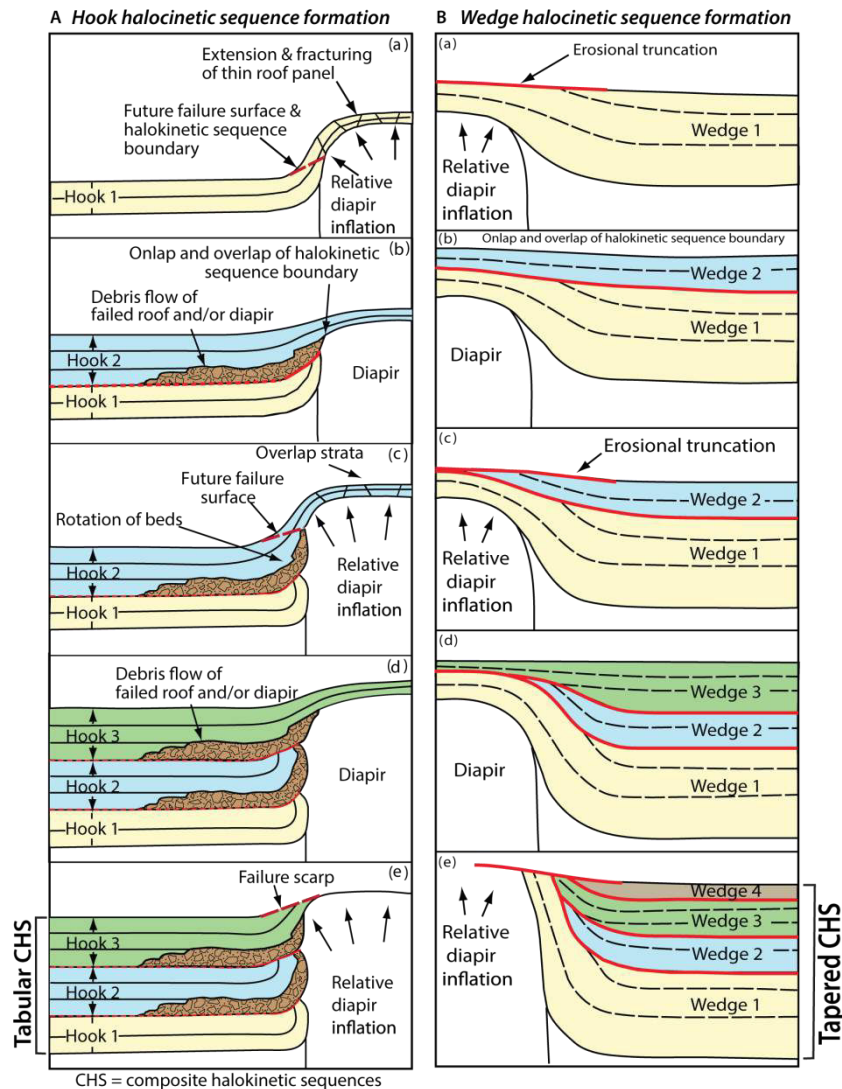 A Hook halocinetic sequence formation
(a)
Extension & fracturing
of thin roof panel
Future failure surface &
halokinetic sequence
boundary
Hook 1
Relative
diapir
inflation
(b)
Onlap and overlap of halokinetic
sequence boundary
Debris flow of
failed roof and/or diapir
Hook 2
Hook 1
Diapir
(c)
Overlap strata
Future failure
surface
Rotation of beds
Hook 2
Hook 1
Relative
diapir
inflation
(d)
Debris flow of
failed roof and/or diapir
Hook 3
Hook 2
Hook 1
Diapir
(e)
Failure scarp
Hook 3
Hook 2
Hook 1
Relative
diapir
inflation
Tabular CHS
CHS = composite halokinetic sequences
B Wedge halocinetic sequence formation
(a)
Erosional truncation
Wedge 1
Relative
diapir
inflation
(b)
Onlap and overlap of halokinetic sequence boundary
Wedge 2
Wedge 1
Diapir
(c)
Erosional truncation
Wedge 2
Wedge 1
Relative
diapir
inflation
(d)
Wedge 3
Wedge 2
Wedge 1
Diapir
(e)
Wedge 4
Wedge 3
Wedge 2
Wedge 1
Relative
diapir
inflation
Tapered CHS